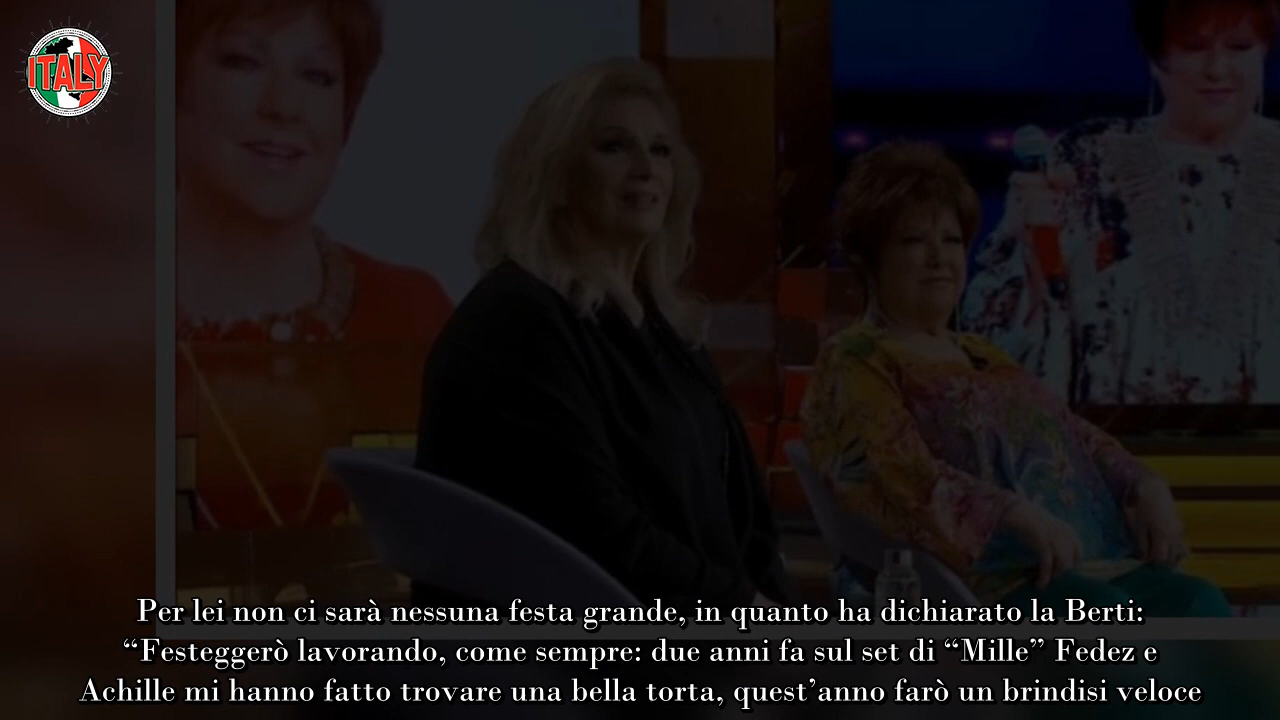 ITALY
Per lei non ci sarà nessuna festa grande, in quanto ha dichiarato la Berti:
“Festeggerò lavorando, come sempre: due anni fa sul set di “Mille” Fedez e
Achille mi hanno fatto trovare una bella torta, quest’anno farò un brindisi veloce